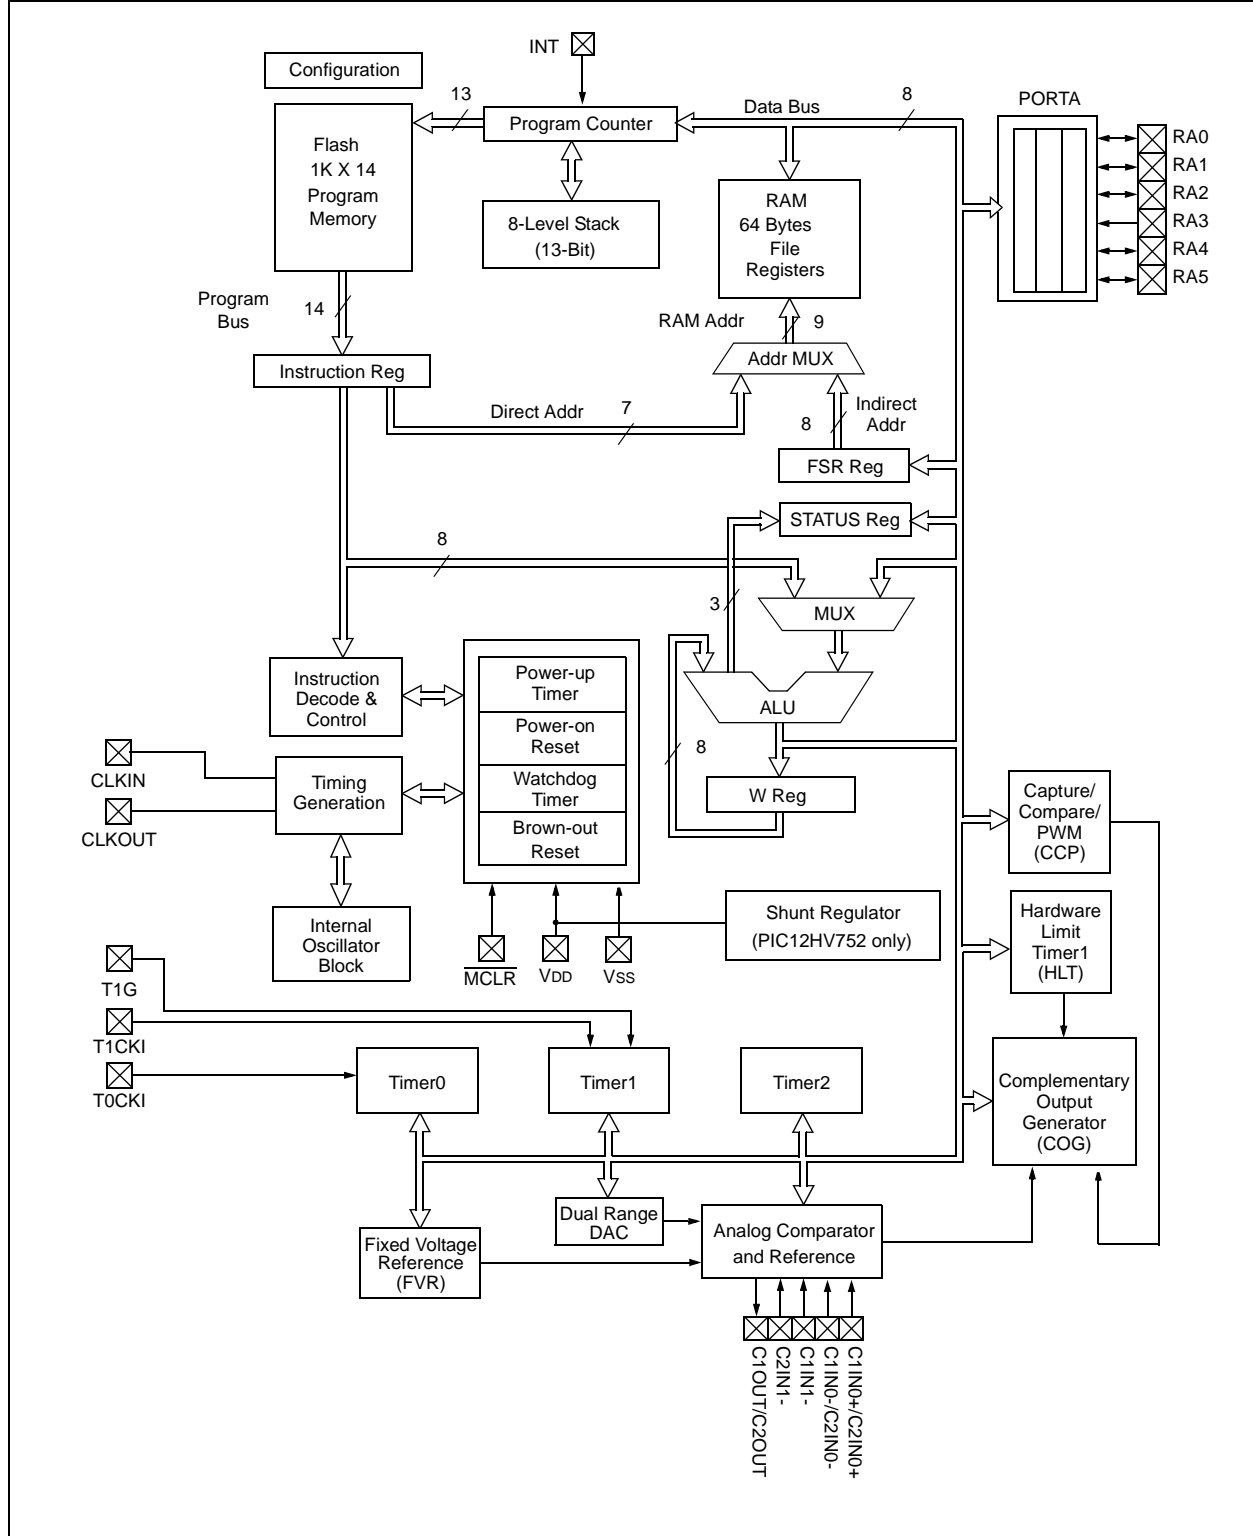 INT
Configuration
13
Data Bus
8
PORTA
Program Counter
Flash
1K X 14
Program
Memory
RA0
RA1
RA2
RA3
RA4
RA5
8-Level Stack
(13-Bit)
RAM
64 Bytes
File
Registers
Program
Bus
14
RAM Addr
9
Addr MUX
Instruction Reg
Direct Addr
7
Indirect
Addr
8
FSR Reg
STATUS Reg
8
3
MUX
Instruction
Decode &
Control
Power-up
Timer
Power-on
Reset
Watchdog
Timer
Brown-out
Reset
ALU
8
W Reg
CLKIN
CLKOUT
Timing
Generation
Capture/
Compare/
PWM
(CCP)
Internal
Oscillator
Block
Shunt Regulator
(PIC12HV752 only)
Hardware
Limit
Timer1
(HLT)
MCLR
VDD
VSS
T1G
T1CKI
T0CKI
Timer0
Timer1
Timer2
Complementary
Output
Generator
(COG)
Dual Range
DAC
Analog Comparator
and Reference
Fixed Voltage
Reference
(FVR)
C1OUT/C2OUT
C2IN1-
C1IN1-
C1IN0-/C2IN0-
C1IN0+/C2IN0+